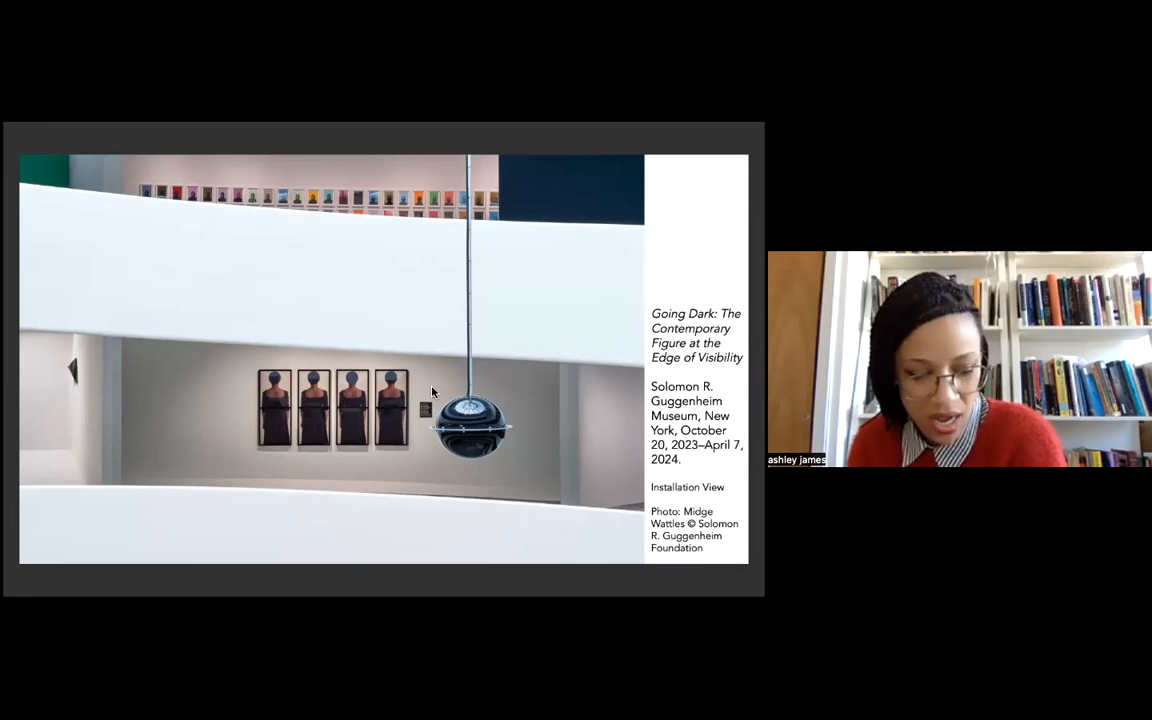 Going Dark: The
Contemporary
Figure at the
Edge of Visibility
Solomon R.
Guggenheim
Museum, New
York, October
20, 2023–April 7,
2024.
Installation View
Photo: Midge
Wattles © Solomon
R. Guggenheim
Foundation
ashley james